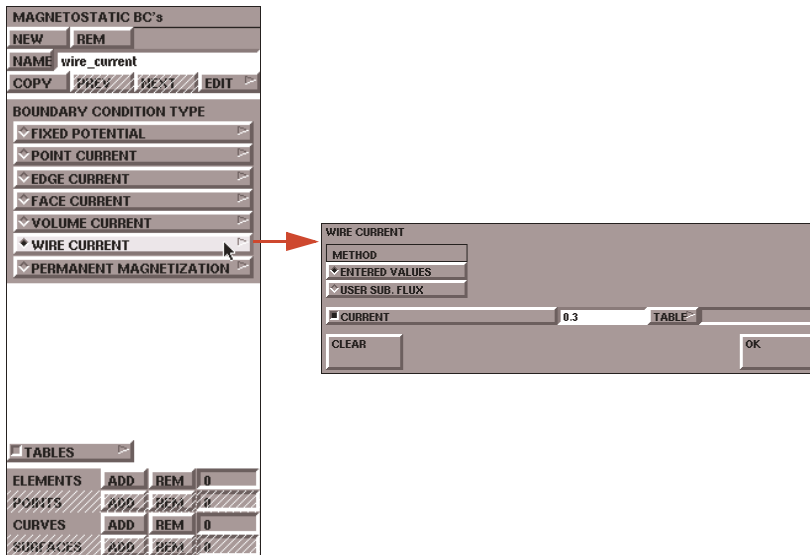 MAGNETOSTATIC BC's
NEW REM
NAME wire_current
COPY PREV NEXT EDIT
BOUNDARY CONDITION TYPE
FIXED POTENTIAL
POINT CURRENT
EDGE CURRENT
FACE CURRENT
VOLUME CURRENT
WIRE CURRENT
PERMANENT MAGNETIZATION
TABLES
ELEMENTS ADD REM 0
POINTS ADD REM 0
CURVES ADD REM 0
SURFACES ADD REM 0
WIRE CURRENT
METHOD
ENTERED VALUES
USER SUB. FLUX
CURRENT 0.3 TABLE
CLEAR OK